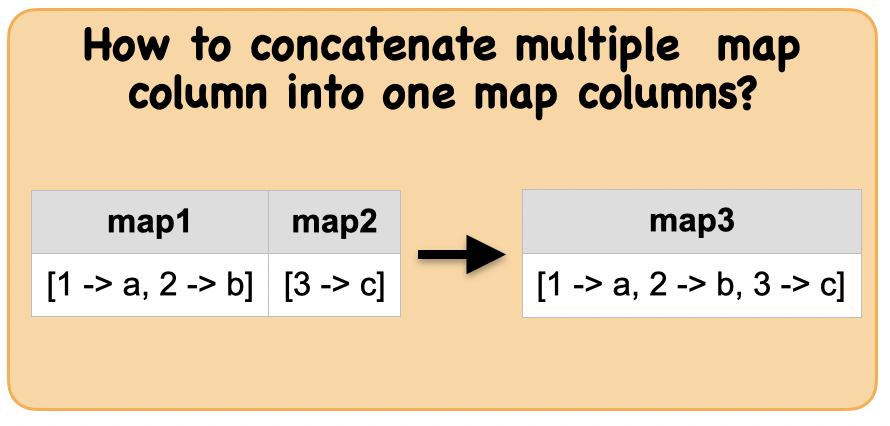 How to concatenate multiple map
column into one map columns?
map1 map2 map3
[1 -> a, 2 -> b] [3 -> c] [1 -> a, 2 -> b, 3 -> c]